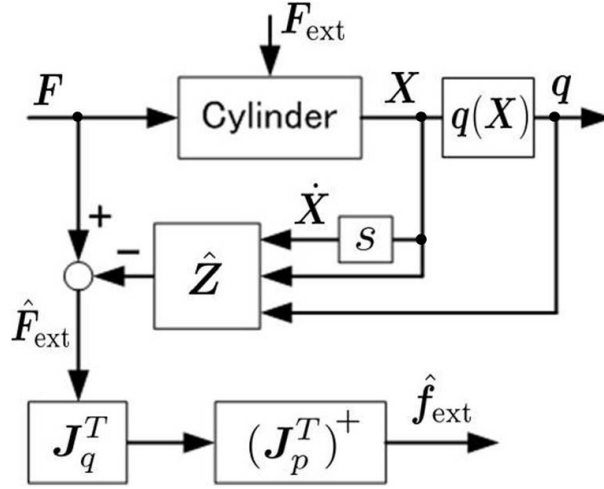 F_ext
F
Cylinder
X
q(X)
q
+
−
Ẋ
s
Ẑ
F̂_ext
J_q^T
(J_p^T)^+
f̂_ext